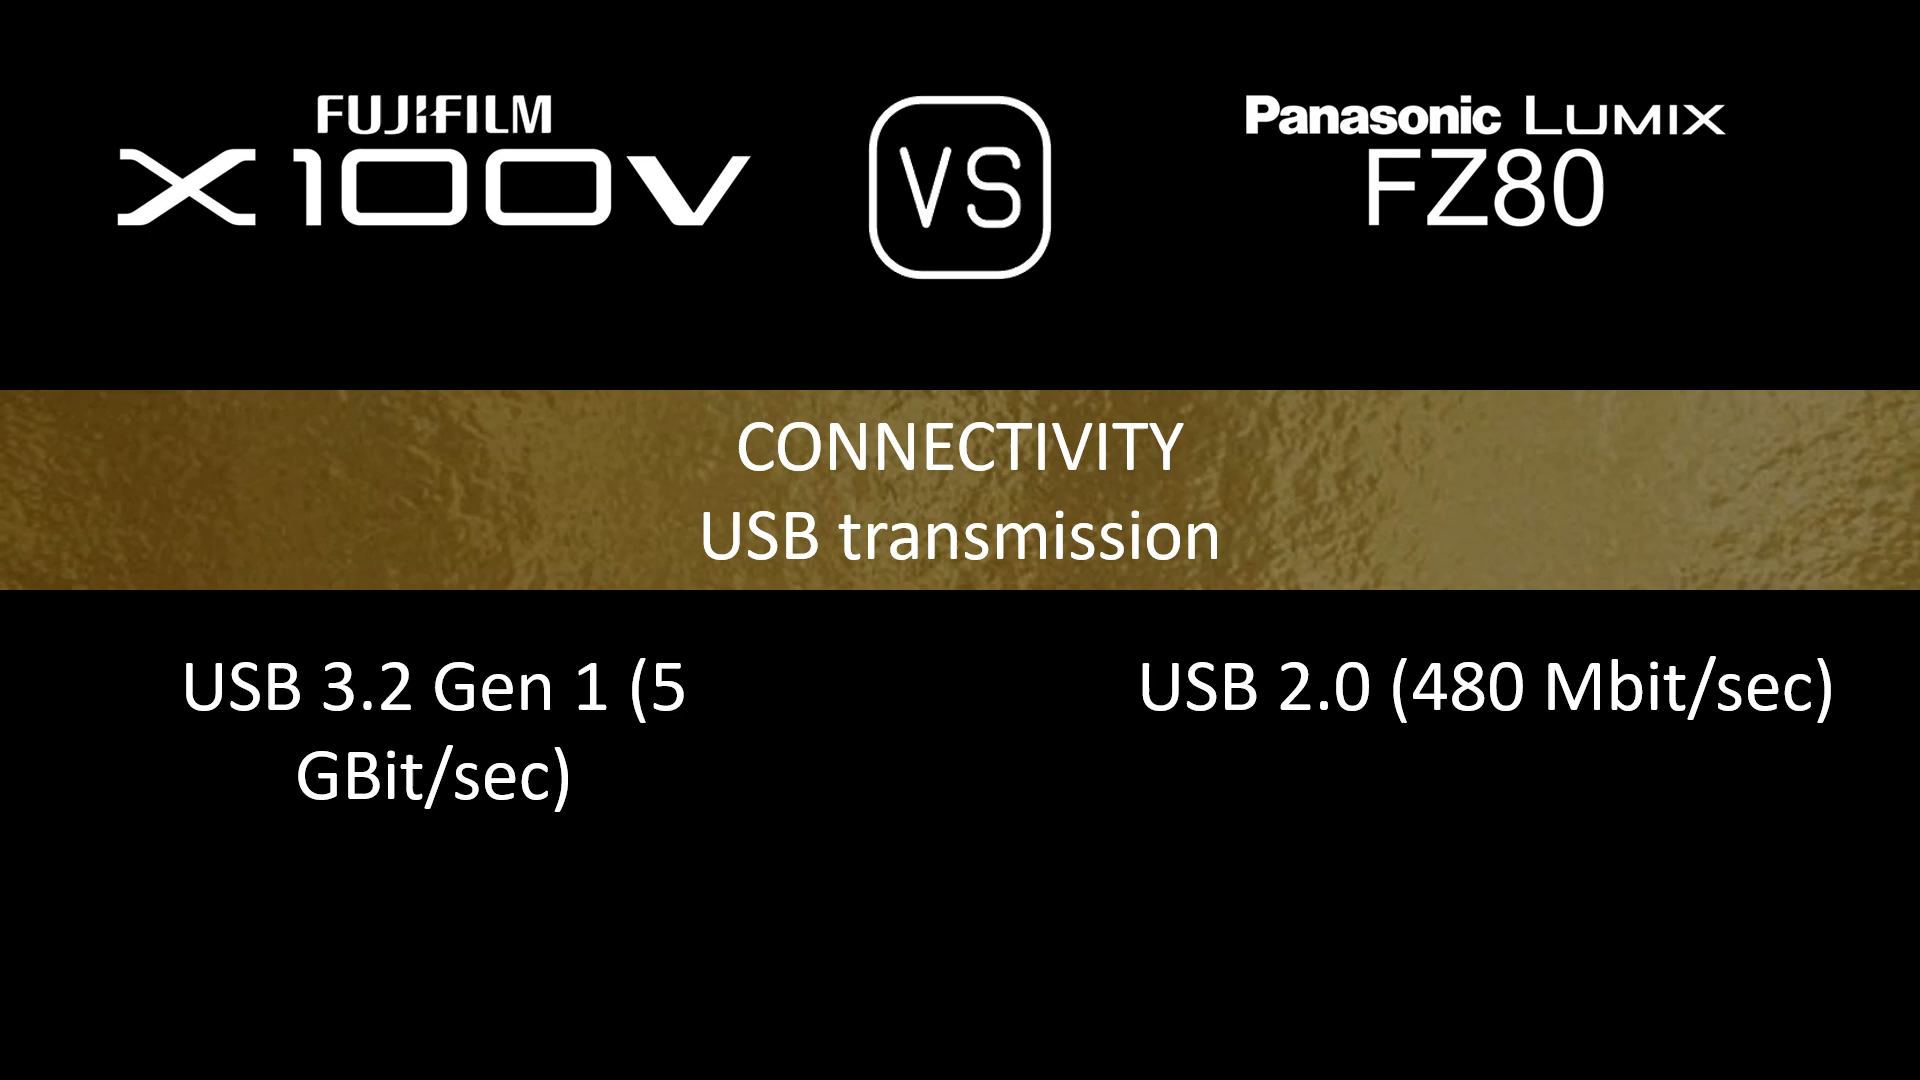 FUJIFILM
X100V
VS
Panasonic LUMIX
FZ80
CONNECTIVITY
USB transmission
USB 3.2 Gen 1 (5
GBit/sec)
USB 2.0 (480 Mbit/sec)